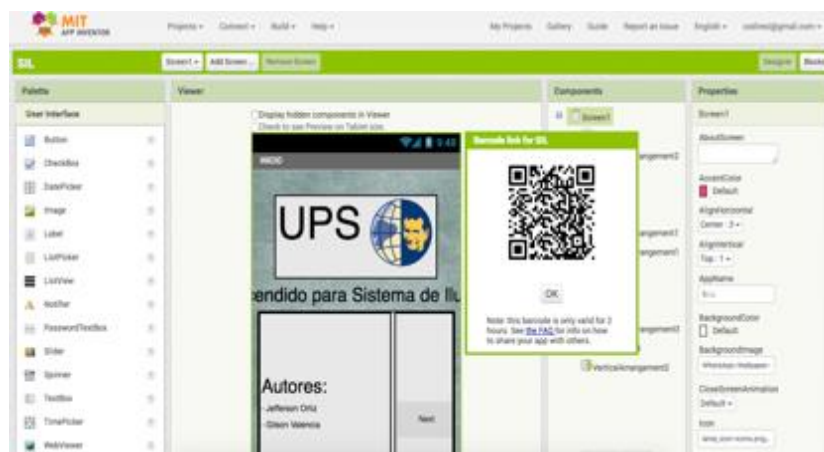 MIT
APP INVENTOR
Projects Connect Build Help
My Projects Gallery Guide Report an Issue English
SIL
Screen1 Add Screen ... Remove Screen
Designer
Palette
Viewer
Components
Properties
User Interface
Display hidden components in Viewer
Check to see Preview on Tablet size.
Screen1
Screen1
Button
CheckBox
DatePicker
Image
Label
ListPicker
ListView
Notifier
PasswordTextBox
Slider
Spinner
TextBox
TimePicker
WebViewer
9:48
INICIO
UPS
endido para Sistema de Ilu
Autores:
- Jefferson Ortiz
- Gilson Valencia
Next
Barcode link for SIL
OK
Note: this barcode is only valid for 2
hours. See the FAQ for info on how
to share your app with others.
VerticalArrangement2
AboutScreen
AccentColor
Default
AlignHorizontal
Center : 3
AlignVertical
Top : 1
AppName
BackgroundColor
Default
BackgroundImage
CloseScreenAnimation
Default
Icon